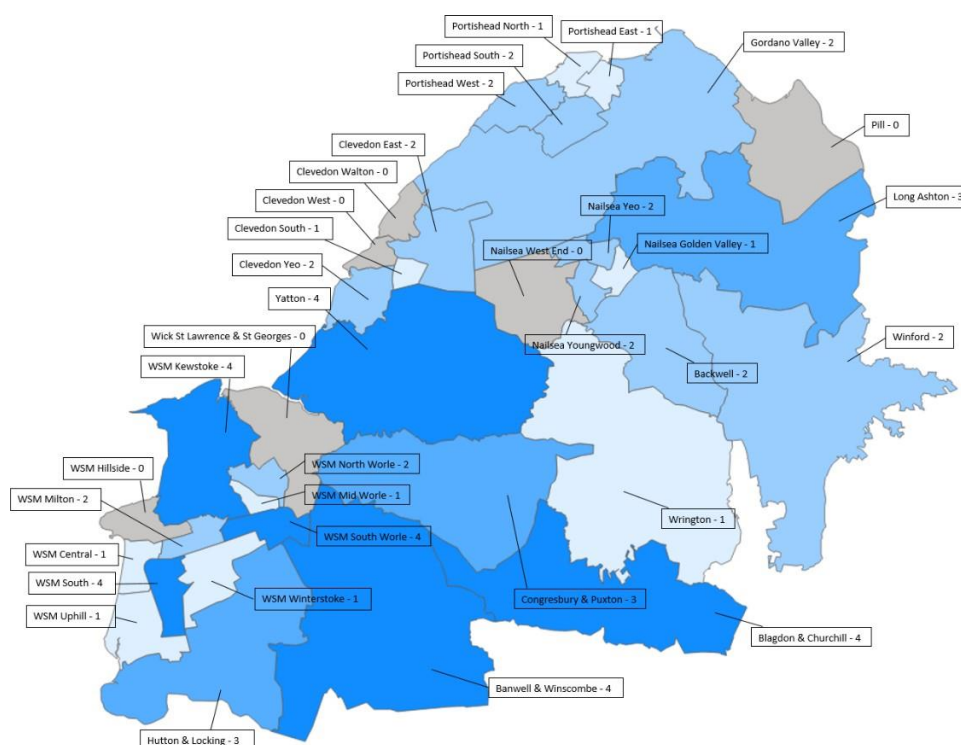 Portishead North - 1
Portishead East - 1
Portishead South - 2
Gordano Valley - 2
Portishead West - 2
Pill - 0
Clevedon East - 2
Clevedon Walton - 0
Clevedon West - 0
Long Ashton - 3
Nailsea Yeo - 2
Clevedon South - 1
Nailsea Golden Valley - 1
Nailsea West End - 0
Clevedon Yeo - 2
Yatton - 4
Wick St Lawrence & St Georges - 0
Winford - 2
Nailsea Youngwood - 2
WSM Kewstoke - 4
Backwell - 2
WSM North Worle - 2
WSM Hillside - 0
WSM Mid Worle - 1
WSM Milton - 2
Wrington - 1
WSM South Worle - 4
WSM Central - 1
WSM South - 4
WSM Winterstoke - 1
Congresbury & Puxton - 3
WSM Uphill - 1
Blagdon & Churchill - 4
Banwell & Winscombe - 4
Hutton & Locking - 3